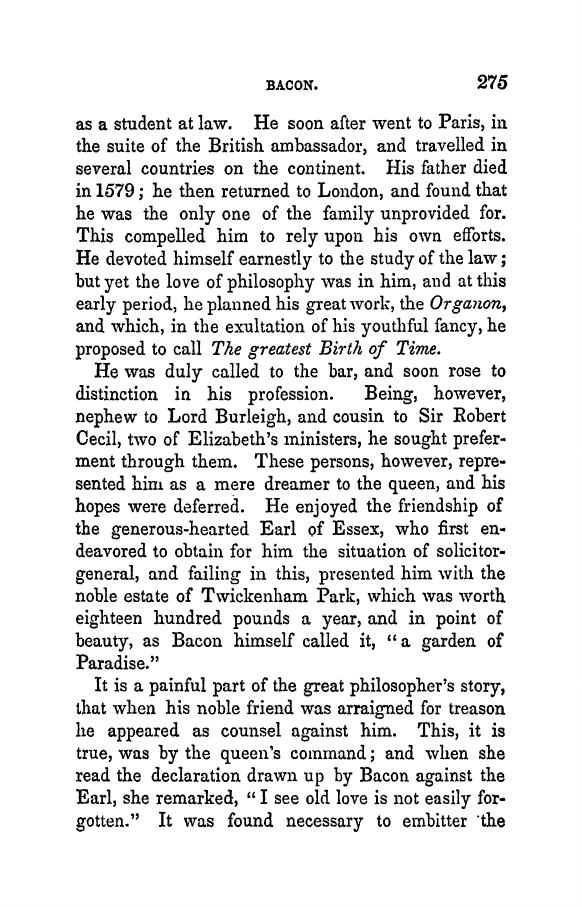 BACON. 275
as a student at law. He soon after went to Paris, in
the suite of the British ambassador, and travelled in
several countries on the continent. His father died
in 1579; he then returned to London, and found that
he was the only one of the family unprovided for.
This compelled him to rely upon his own efforts.
He devoted himself earnestly to the study of the law;
but yet the love of philosophy was in him, and at this
early period, he planned his great work, the Organon,
and which, in the exultation of his youthful fancy, he
proposed to call The greatest Birth of Time.
He was duly called to the bar, and soon rose to
distinction in his profession. Being, however,
nephew to Lord Burleigh, and cousin to Sir Robert
Cecil, two of Elizabeth's ministers, he sought prefer-
ment through them. These persons, however, repre-
sented him as a mere dreamer to the queen, and his
hopes were deferred. He enjoyed the friendship of
the generous-hearted Earl of Essex, who first en-
deavored to obtain for him the situation of solicitor-
general, and failing in this, presented him with the
noble estate of Twickenham Park, which was worth
eighteen hundred pounds a year, and in point of
beauty, as Bacon himself called it, "a garden of
Paradise."
It is a painful part of the great philosopher's story,
that when his noble friend was arraigned for treason
he appeared as counsel against him. This, it is
true, was by the queen's command; and when she
read the declaration drawn up by Bacon against the
Earl, she remarked, "I see old love is not easily for-
gotten." It was found necessary to embitter the